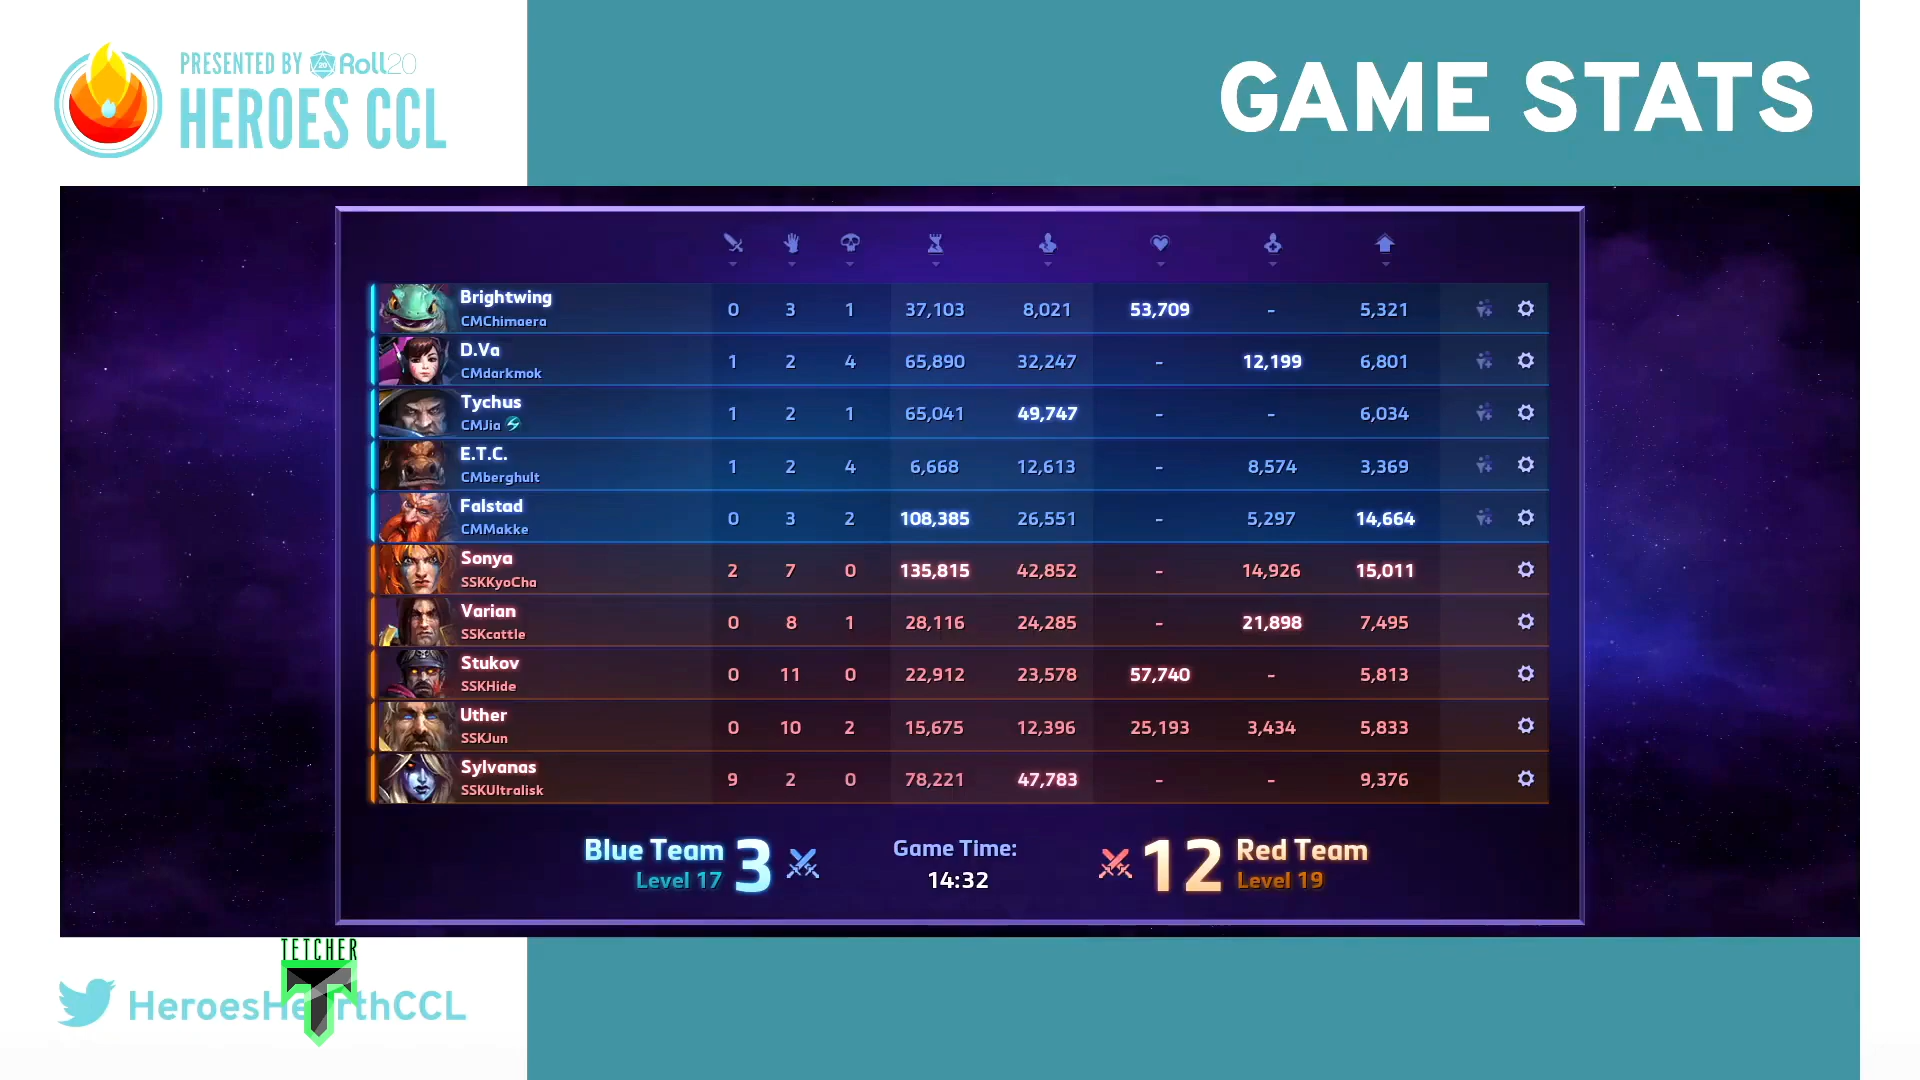 PRESENTED BY Roll20
HEROES CCL
GAME STATS
Brightwing
CMChimaera
0 3 1 37,103 8,021 53,709 - 5,321
D.Va
CMdarkmok
1 2 4 65,890 32,247 - 12,199 6,801
Tychus
CMJia
1 2 1 65,041 49,747 - - 6,034
E.T.C.
CMberghult
1 2 4 6,668 12,613 - 8,574 3,369
Falstad
CMMakke
0 3 2 108,385 26,551 - 5,297 14,664
Sonya
SSKKyoCha
2 7 0 135,815 42,852 - 14,926 15,011
Varian
SSKcattle
0 8 1 28,116 24,285 - 21,898 7,495
Stukov
SSKHide
0 11 0 22,912 23,578 57,740 - 5,813
Uther
SSKJun
0 10 2 15,675 12,396 25,193 3,434 5,833
Sylvanas
SSKUltralisk
9 2 0 78,221 47,783 - - 9,376
Blue Team 3
Level 17
Game Time:
14:32
12 Red Team
Level 19
TETCHER